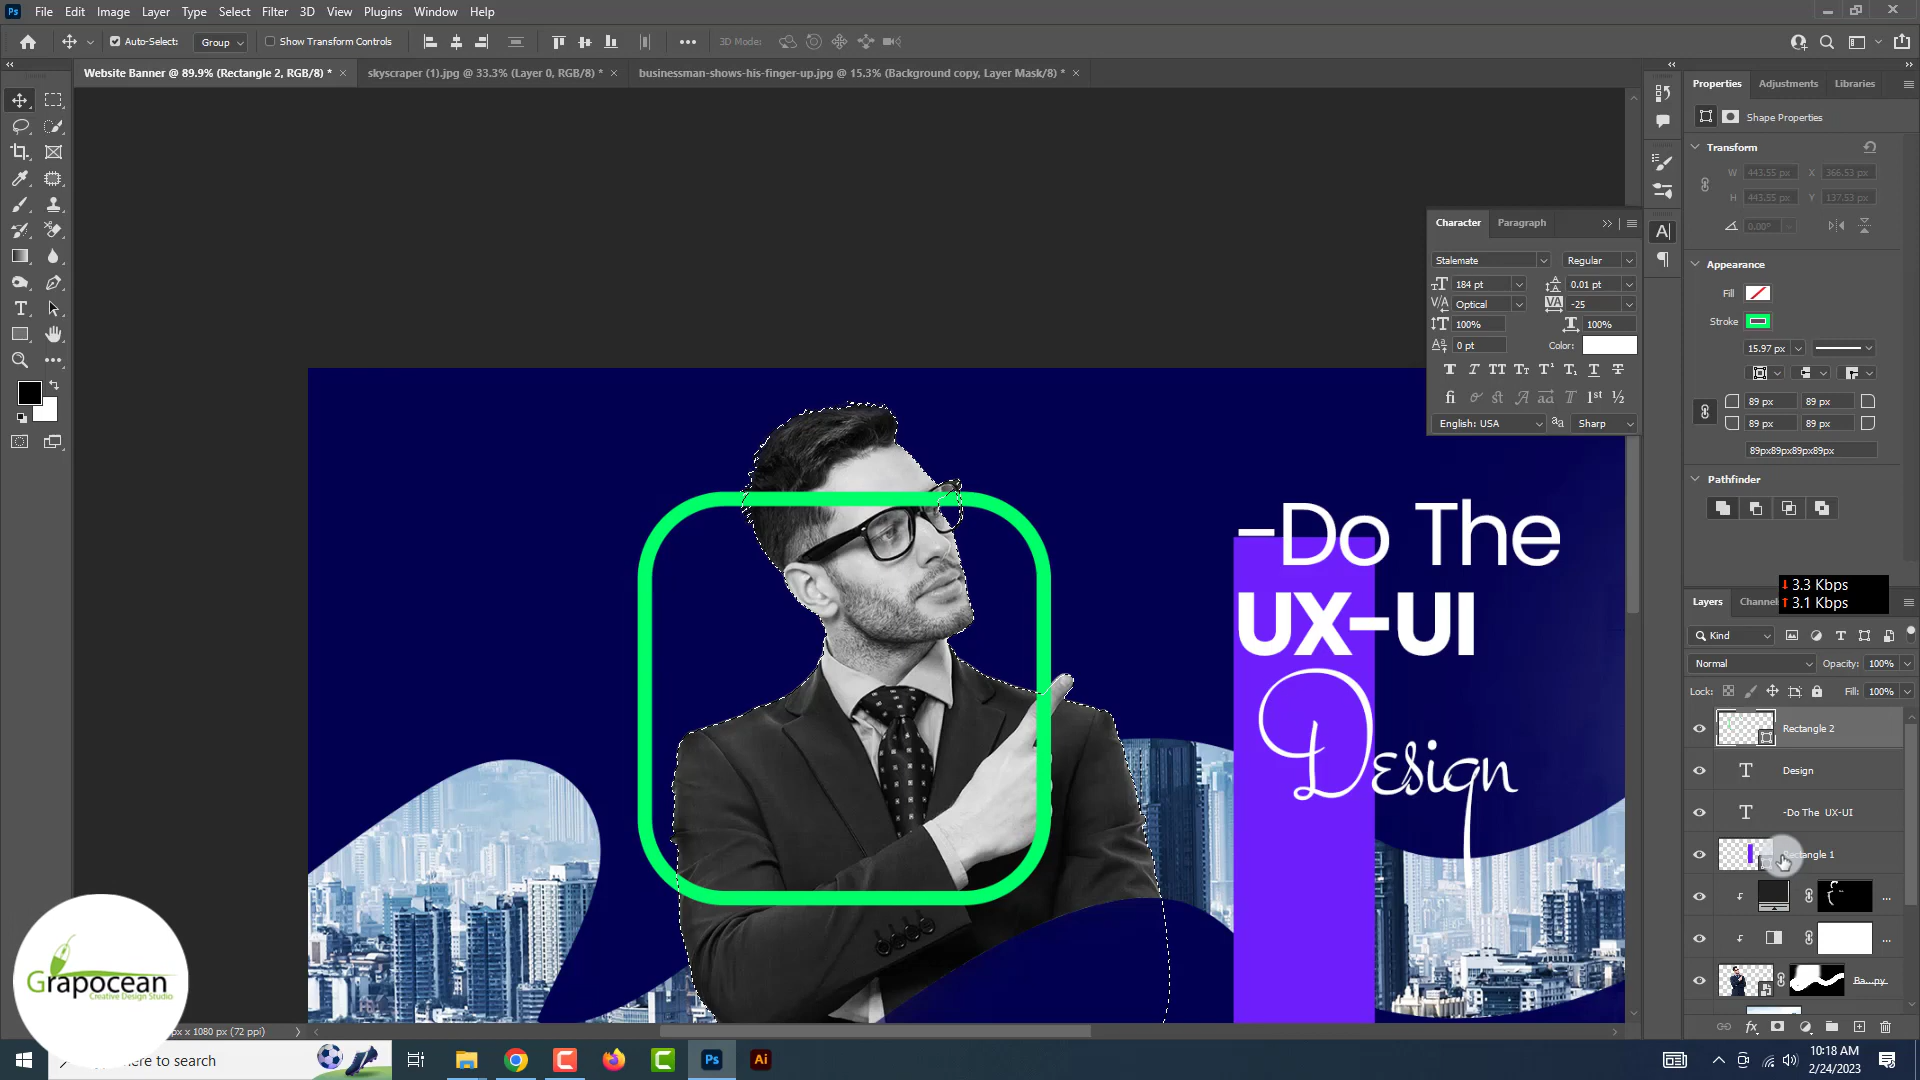 Ps File Edit Image Layer Type Select Filter 3D View Plugins Window Help
Auto-Select: Group Show Transform Controls 3D Mode:
Website Banner @ 89.9% (Rectangle 2, RGB/8) * skyscraper (1).jpg @ 33.3% (Layer 0, RGB/8) * businessman-shows-his-finger-up.jpg @ 15.3% (Background copy, Layer Mask/8) *
Properties Adjustments Libraries
Shape Properties
Transform
W 443.55 px X 366.53 px
H 443.55 px Y 137.53 px
0.00°
Appearance
Fill
Stroke
15.97 px
89 px 89 px
89 px 89 px
89px89px89px89px
Pathfinder
Character Paragraph
Stalemate Regular
184 pt 0.01 pt
Optical -25
100% 100%
0 pt Color:
English: USA Sharp
3.3 Kbps
3.1 Kbps
Layers Channel
Kind
Normal Opacity: 100%
Lock: Fill: 100%
Rectangle 2
Design
-Do The UX-UI
Rectangle 1
Ba...py
-Do The
UX-UI
Design
Grapocean
Creative Design Studio
px x 1080 px (72 ppi)
here to search
Ps Ai
10:18 AM
2/24/2023